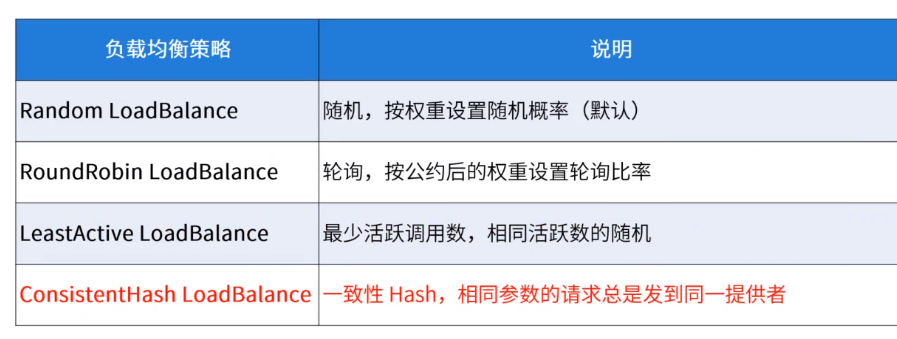 负载均衡策略 说明
Random LoadBalance 随机，按权重设置随机概率（默认）
RoundRobin LoadBalance 轮询，按公约后的权重设置轮询比率
LeastActive LoadBalance 最少活跃调用数，相同活跃数的随机
ConsistentHash LoadBalance 一致性 Hash，相同参数的请求总是发到同一提供者